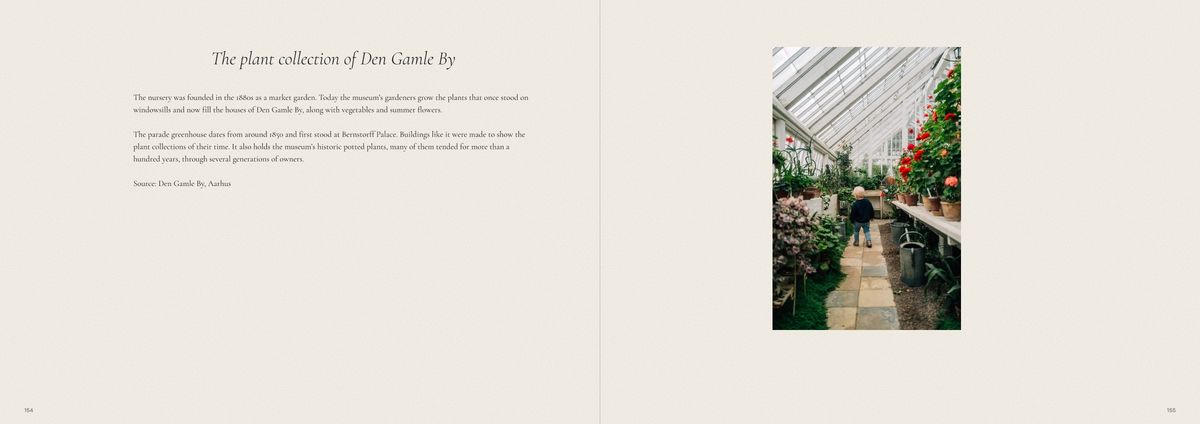 The plant collection of Den Gamle By
The nursery was founded in the 1880s as a market garden. Today the museum's gardeners grow the plants that once stood on
windowsills and now fill the houses of Den Gamle By, along with vegetables and summer flowers.
The parade greenhouse dates from around 1850 and first stood at Bernstorff Palace. Buildings like it were made to show the
plant collections of their time. It also holds the museum's historic potted plants, many of them tended for more than a
hundred years, through several generations of owners.
Source: Den Gamle By, Aarhus
154
155